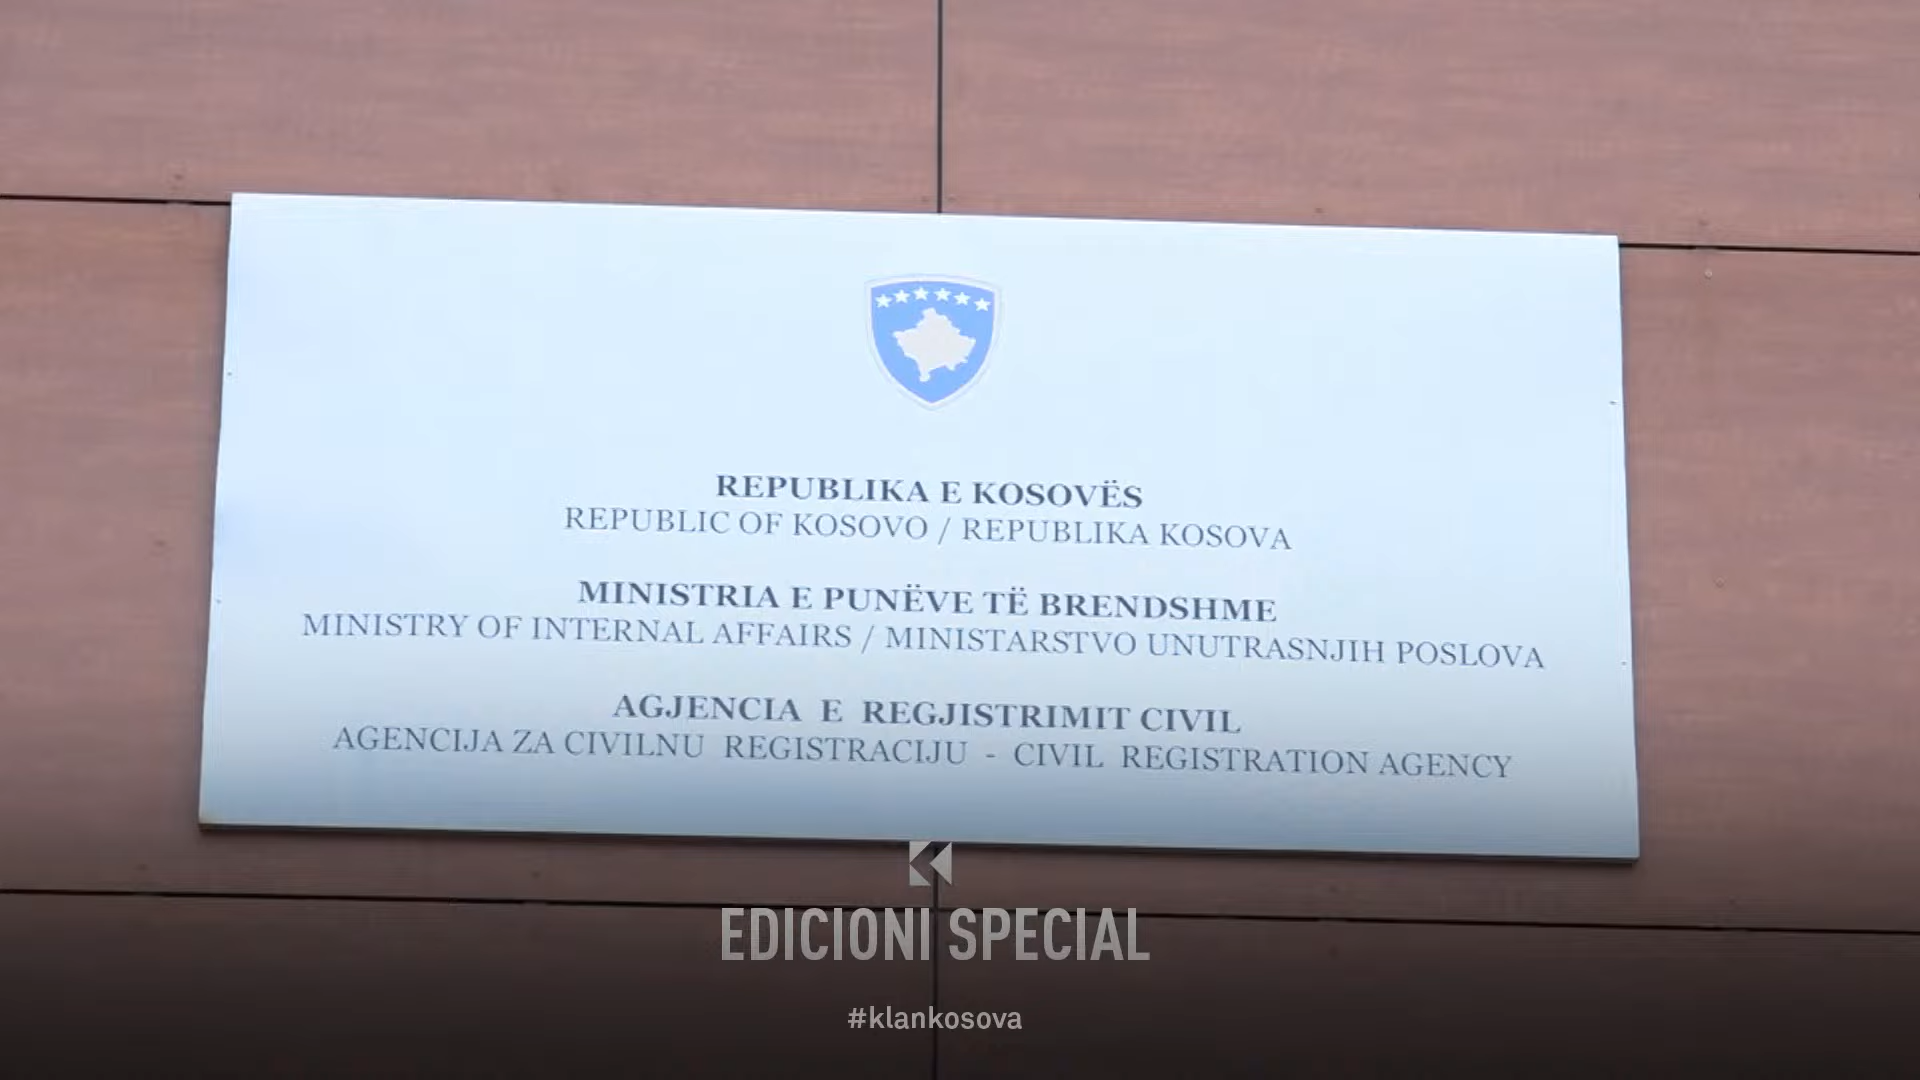 REPUBLIKA E KOSOVËS
REPUBLIC OF KOSOVO / REPUBLIKA KOSOVA
MINISTRIA E PUNËVE TË BRENDSHME
MINISTRY OF INTERNAL AFFAIRS / MINISTARSTVO UNUTRASNJIH POSLOVA
AGJENCIA E REGJISTRIMIT CIVIL
AGENCIJA ZA CIVILNU REGISTRACIJU - CIVIL REGISTRATION AGENCY
EDICIONI SPECIAL
#klankosova